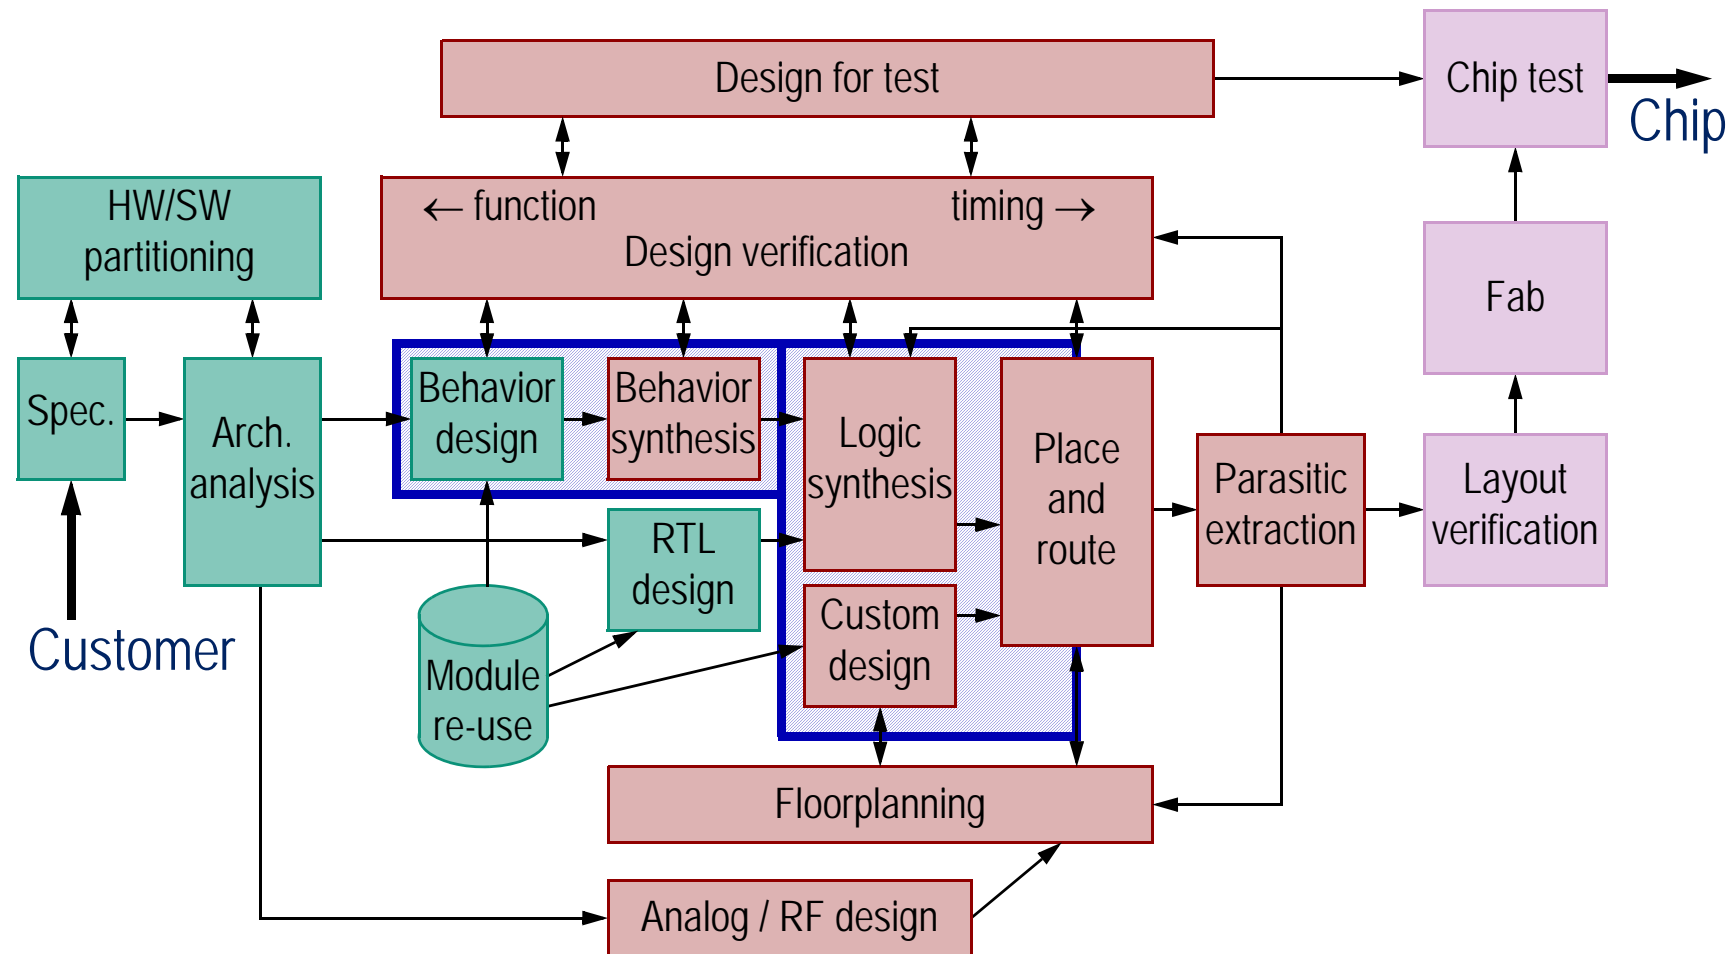 Design for test
Chip test
Chip
HW/SW
partitioning
← function
timing →
Design verification
Fab
Spec.
Arch.
analysis
Behavior
design
Behavior
synthesis
Logic
synthesis
Place
and
route
Parasitic
extraction
Layout
verification
RTL
design
Custom
design
Customer
Module
re-use
Floorplanning
Analog / RF design